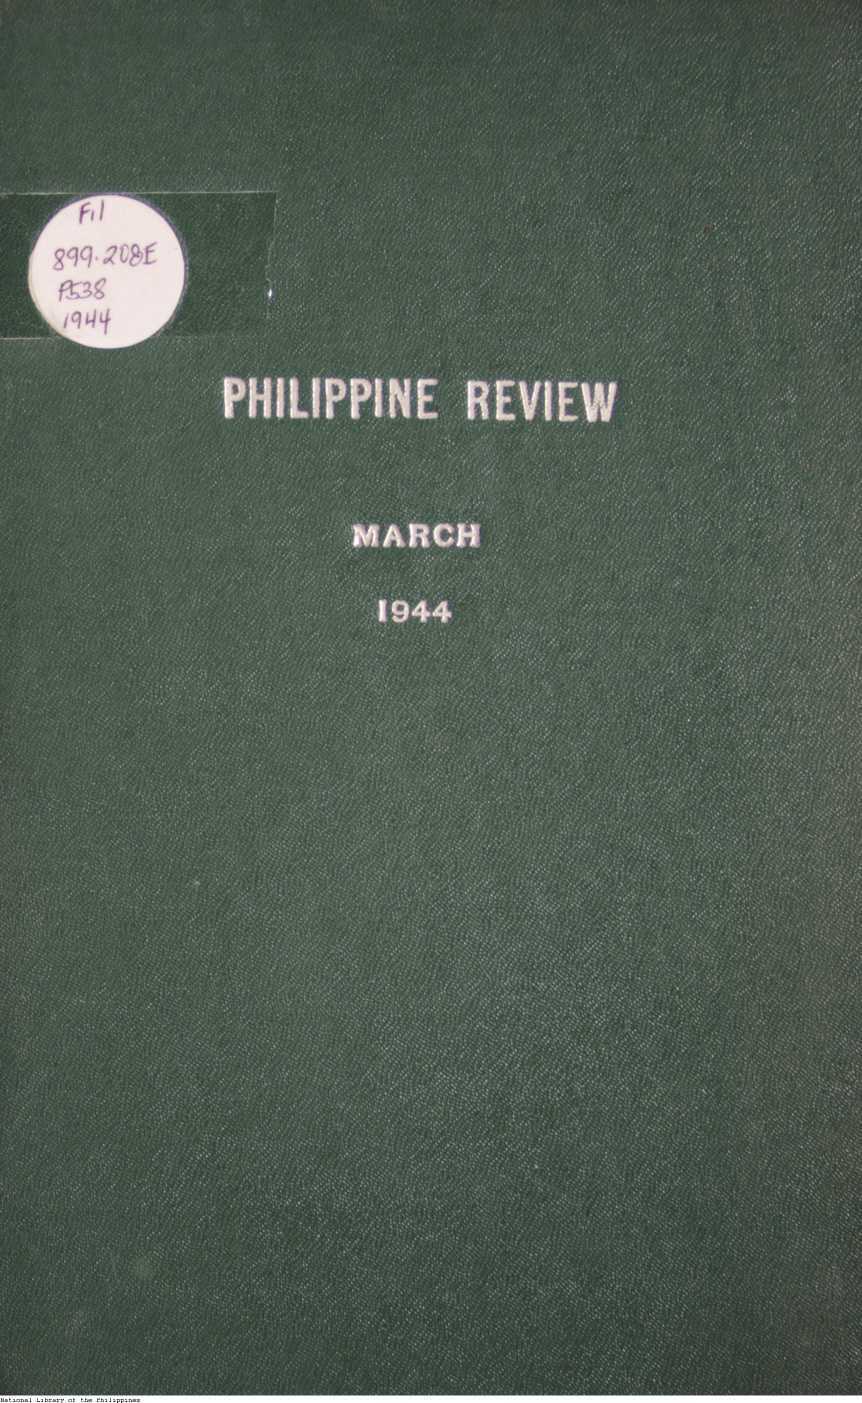 Fil
899.208E
P538
1944
PHILIPPINE REVIEW
MARCH
1944
National Library of the Philippines